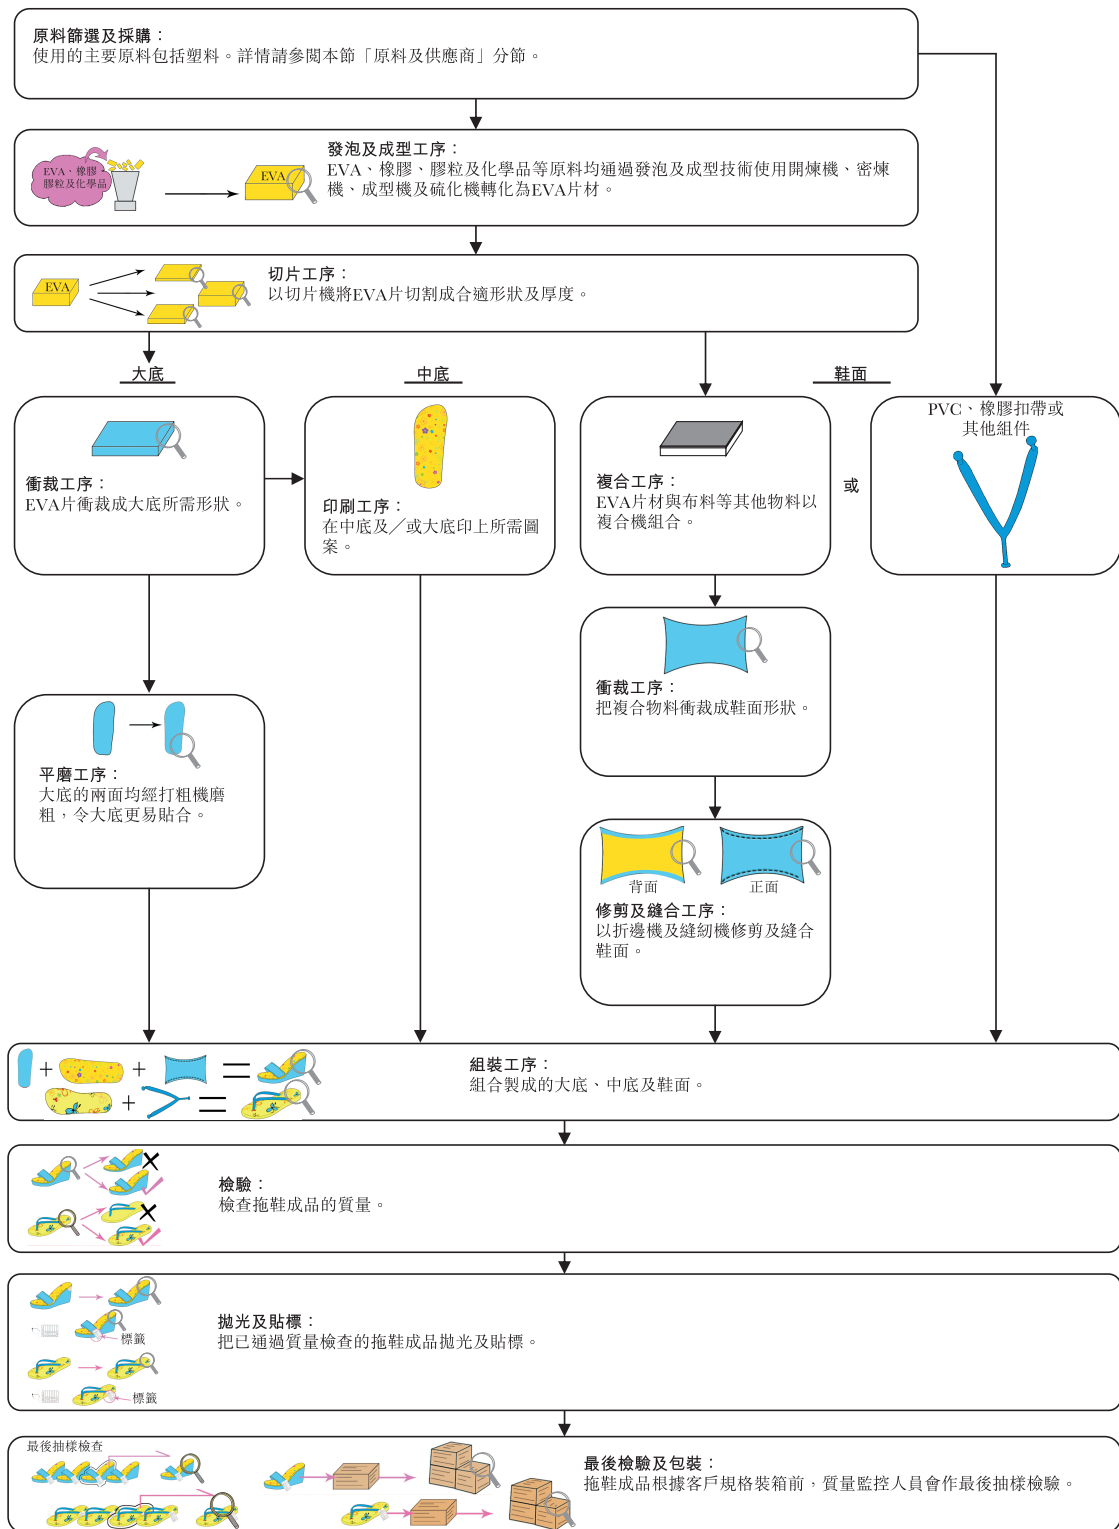 原料篩選及採購：
使用的主要原料包括塑料。詳情請參閱本節「原料及供應商」分節。
發泡及成型工序：
EVA、橡膠、膠粒及化學品等原料均通過發泡及成型技術使用開煉機、密煉
機、成型機及硫化機轉化為EVA片材。
EVA、橡膠、
膠粒及化學品
EVA
切片工序：
以切片機將EVA片切割成合適形狀及厚度。
EVA
大底
中底
鞋面
衝裁工序：
EVA片衝裁成大底所需形狀。
印刷工序：
在中底及／或大底印上所需圖
案。
複合工序：
EVA片材與布料等其他物料以
複合機組合。
或
PVC、橡膠扣帶或
其他組件
衝裁工序：
把複合物料衝裁成鞋面形狀。
平磨工序：
大底的兩面均經打粗機磨
粗，令大底更易貼合。
背面
正面
修剪及縫合工序：
以折邊機及縫紉機修剪及縫合
鞋面。
組裝工序：
組合製成的大底、中底及鞋面。
檢驗：
檢查拖鞋成品的質量。
拋光及貼標：
把已通過質量檢查的拖鞋成品拋光及貼標。
標籤
標籤
最後抽樣檢查
最後檢驗及包裝：
拖鞋成品根據客戶規格裝箱前，質量監控人員會作最後抽樣檢驗。